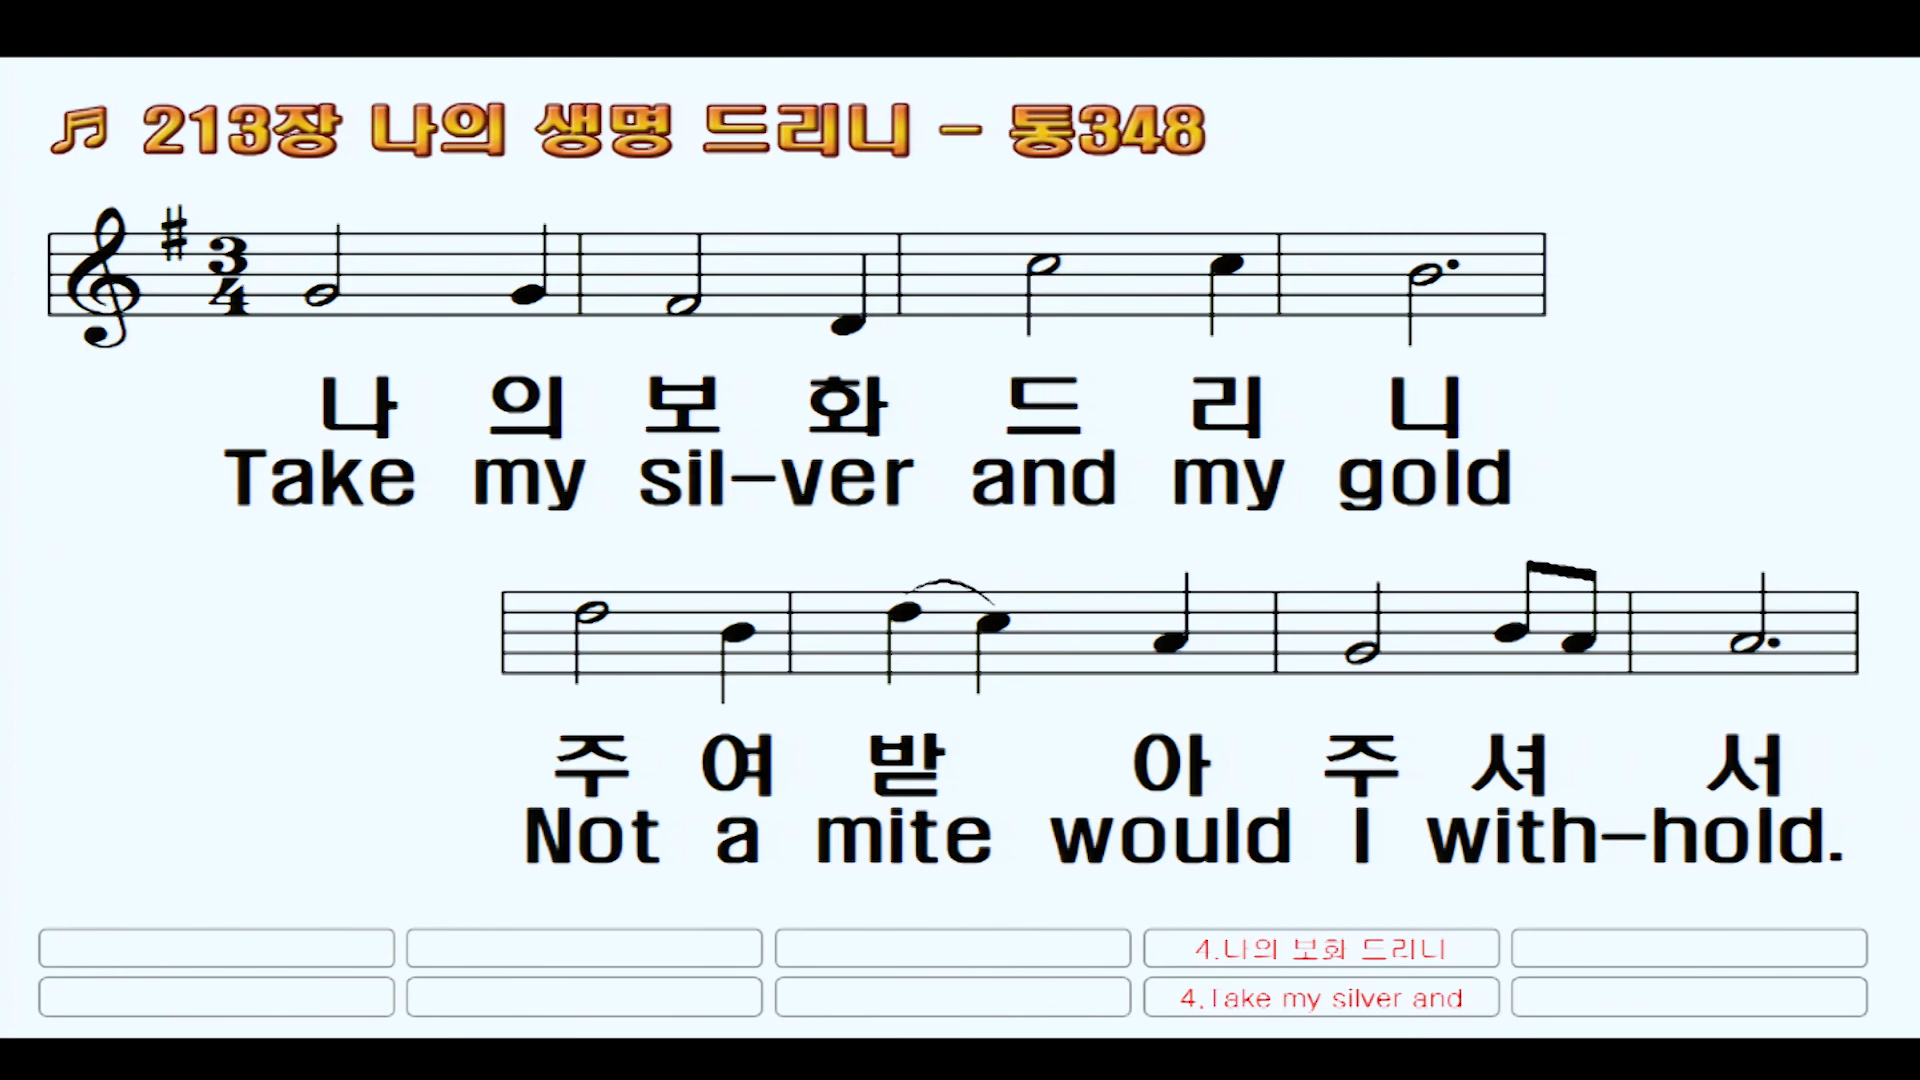 ♬ 213장 나의 생명 드리니 - 통348
3
4
나 의 보 화 드 리 니
Take my sil-ver and my gold
주 여 받 아 주 셔 서
Not a mite would I with-hold.
4.나의 보화 드리니
4.Take my silver and